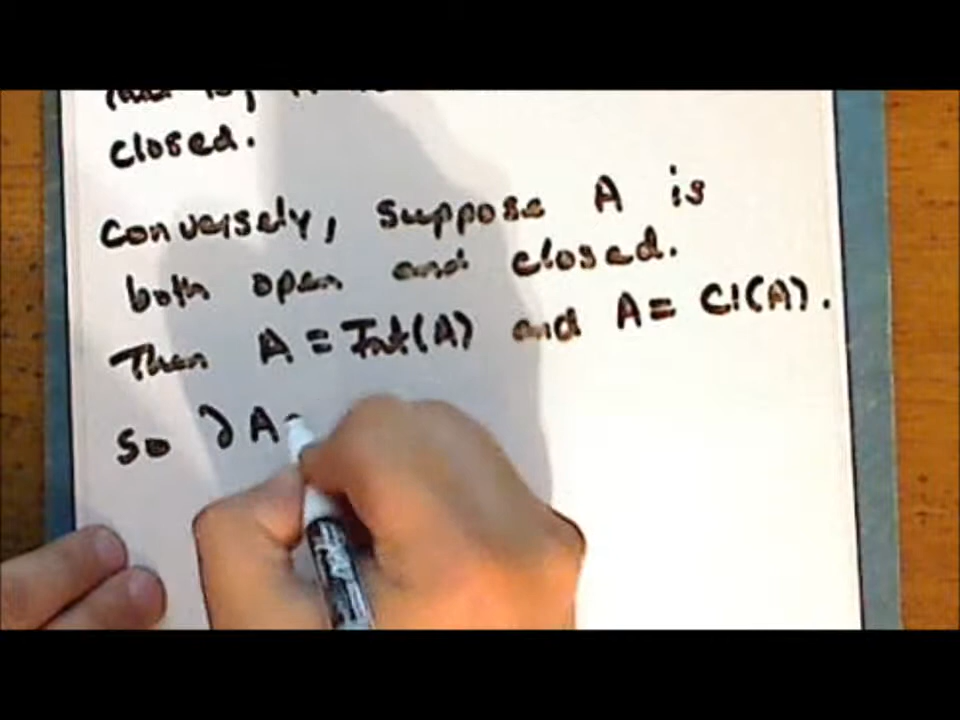 closed.
Conversely, suppose A is
both open and closed.
Then A = Int(A) and A = Cl(A).
So ∂A